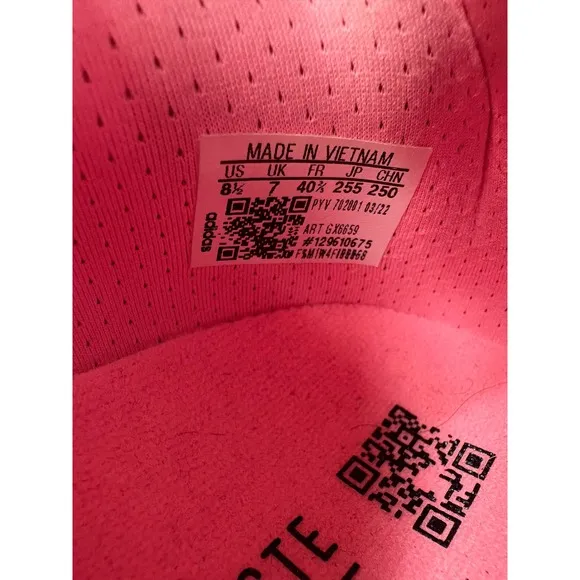 MADE IN VIETNAM
US UK FR JP CHN
8½ 7 40⅔ 255 250
PYV 702001 03/22
ART GX6659
#129610675
adidas
STE